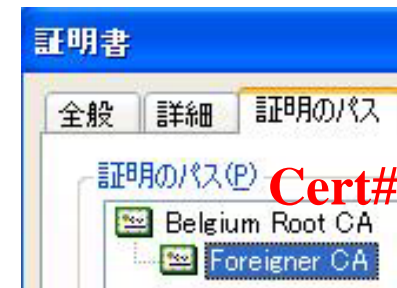 証明書
全般 詳細 証明のパス
証明のパス(P) Cert#
Belgium Root CA
Foreigner CA